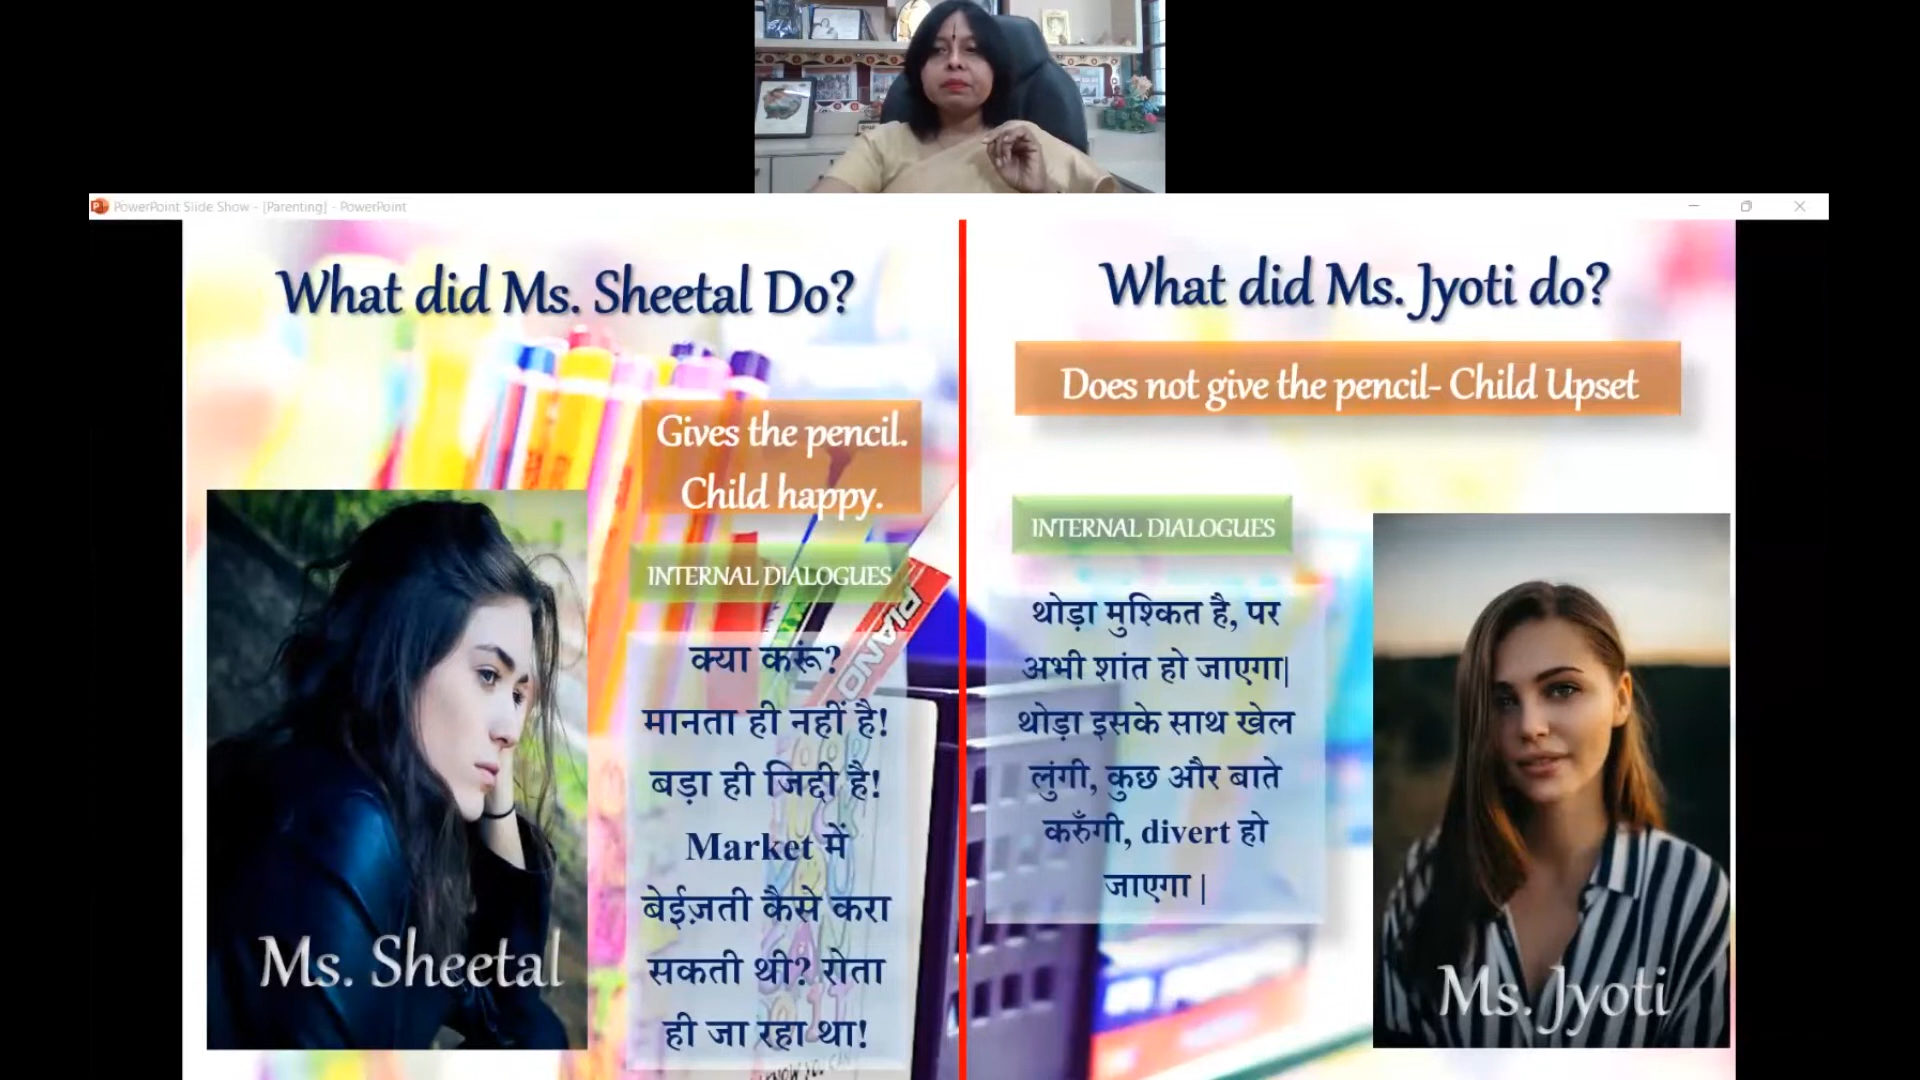 PowerPoint Slide Show - [Parenting] - PowerPoint
What did Ms. Sheetal Do?
Gives the pencil.
Child happy.
INTERNAL DIALOGUES
क्या करूं?
मानता ही नहीं है!
बड़ा ही जिद्दी है!
Market में
बेईज़ती कैसे करा
सकती थी? रोता
ही जा रहा था!
Ms. Sheetal
PIANO
What did Ms. Jyoti do?
Does not give the pencil- Child Upset
INTERNAL DIALOGUES
थोड़ा मुश्कित है, पर
अभी शांत हो जाएगा|
थोड़ा इसके साथ खेल
लुंगी, कुछ और बाते
करुँगी, divert हो
जाएगा |
Ms. Jyoti